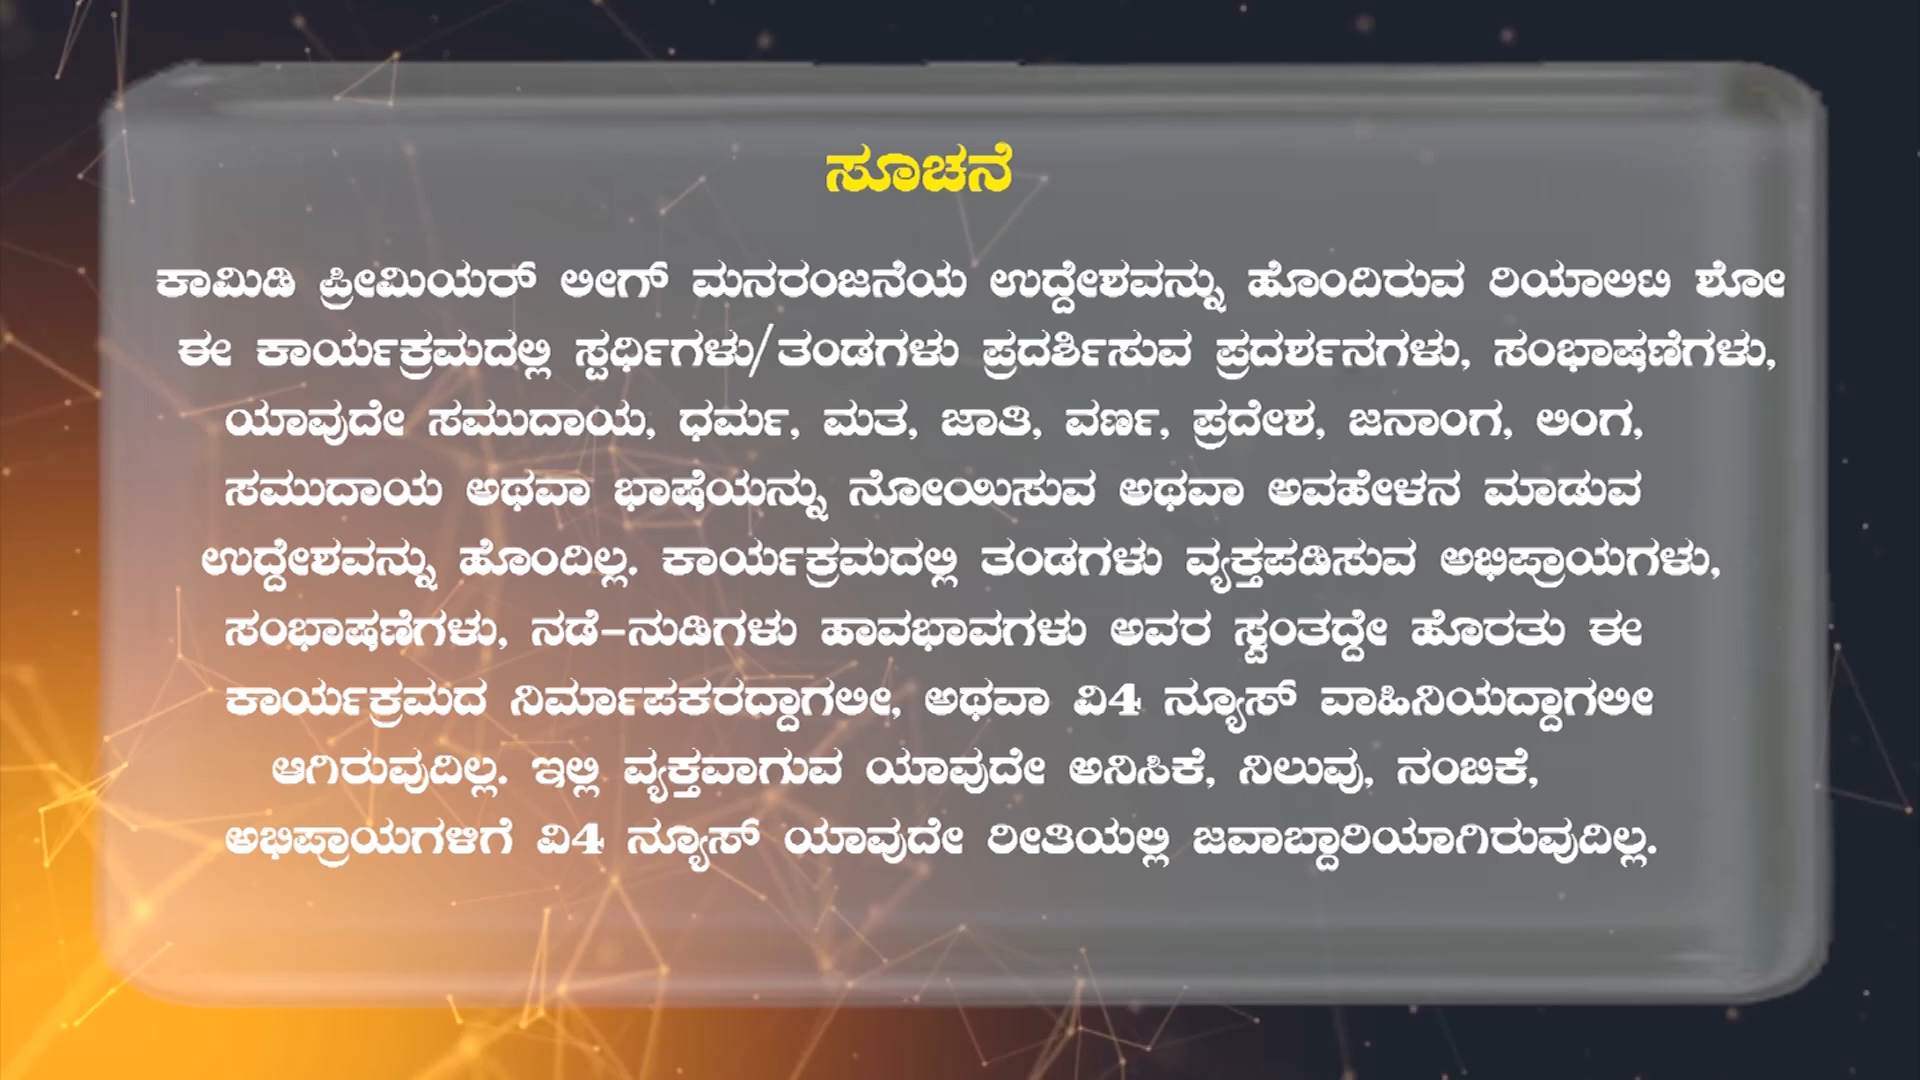 ಸೂಚನೆ
ಕಾಮಿಡಿ ಪ್ರೀಮಿಯರ್ ಲೀಗ್ ಮನರಂಜನೆಯ ಉದ್ದೇಶವನ್ನು ಹೊಂದಿರುವ ರಿಯಾಲಿಟಿ ಶೋ
ಈ ಕಾರ್ಯಕ್ರಮದಲ್ಲಿ ಸ್ಪರ್ಧಿಗಳು/ತಂಡಗಳು ಪ್ರದರ್ಶಿಸುವ ಪ್ರದರ್ಶನಗಳು, ಸಂಭಾಷಣೆಗಳು,
ಯಾವುದೇ ಸಮುದಾಯ, ಧರ್ಮ, ಮತ, ಜಾತಿ, ವರ್ಣ, ಪ್ರದೇಶ, ಜನಾಂಗ, ಲಿಂಗ,
ಸಮುದಾಯ ಅಥವಾ ಭಾಷೆಯನ್ನು ನೋಯಿಸುವ ಅಥವಾ ಅವಹೇಳನ ಮಾಡುವ
ಉದ್ದೇಶವನ್ನು ಹೊಂದಿಲ್ಲ. ಕಾರ್ಯಕ್ರಮದಲ್ಲಿ ತಂಡಗಳು ವ್ಯಕ್ತಪಡಿಸುವ ಅಭಿಪ್ರಾಯಗಳು,
ಸಂಭಾಷಣೆಗಳು, ನಡೆ-ನುಡಿಗಳು ಹಾವಭಾವಗಳು ಅವರ ಸ್ವಂತದ್ದೇ ಹೊರತು ಈ
ಕಾರ್ಯಕ್ರಮದ ನಿರ್ಮಾಪಕರದ್ದಾಗಲೀ, ಅಥವಾ ವಿ4 ನ್ಯೂಸ್ ವಾಹಿನಿಯದ್ದಾಗಲೀ
ಆಗಿರುವುದಿಲ್ಲ. ಇಲ್ಲಿ ವ್ಯಕ್ತವಾಗುವ ಯಾವುದೇ ಅನಿಸಿಕೆ, ನಿಲುವು, ನಂಬಿಕೆ,
ಅಭಿಪ್ರಾಯಗಳಿಗೆ ವಿ4 ನ್ಯೂಸ್ ಯಾವುದೇ ರೀತಿಯಲ್ಲಿ ಜವಾಬ್ದಾರಿಯಾಗಿರುವುದಿಲ್ಲ.